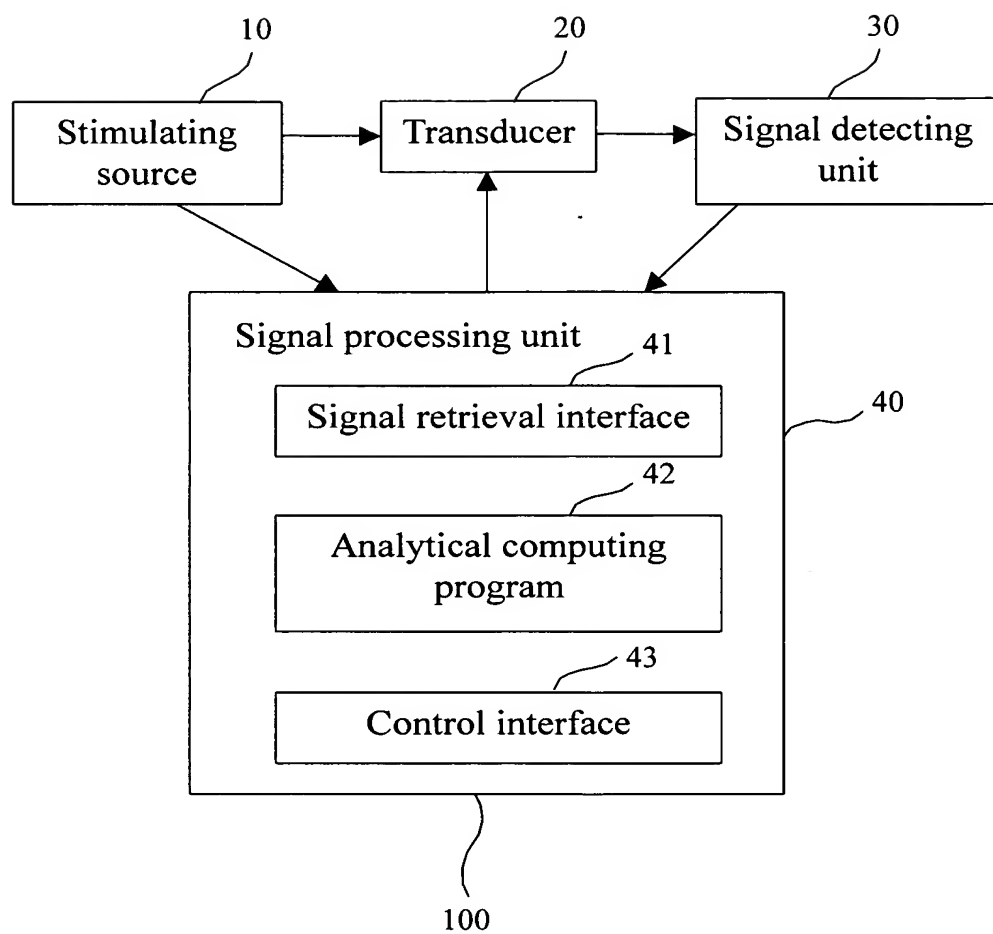 10
20
30
Stimulating
source
Transducer
Signal detecting
unit
Signal processing unit
41
Signal retrieval interface
40
42
Analytical computing
program
43
Control interface
100